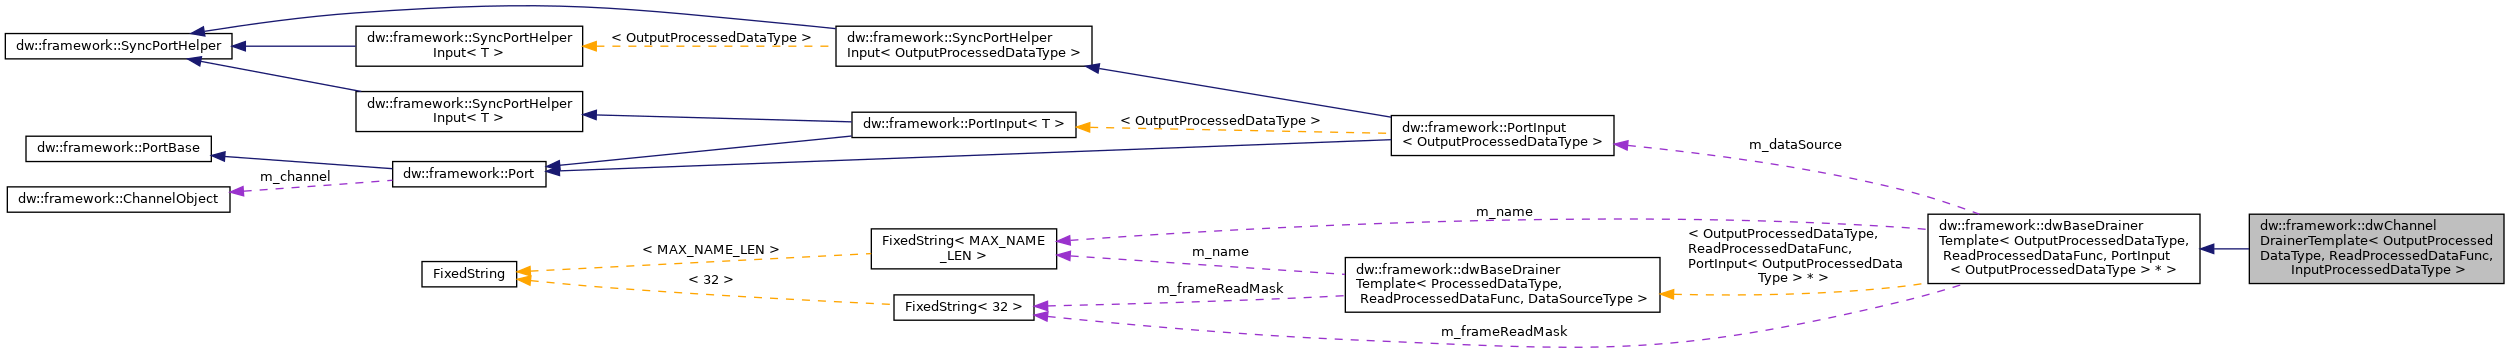 dw::framework::SyncPortHelper
dw::framework::SyncPortHelper
Input< T >
< OutputProcessedDataType >
dw::framework::SyncPortHelper
Input< OutputProcessedDataType >
dw::framework::SyncPortHelper
Input< T >
dw::framework::PortInput< T >
< OutputProcessedDataType >
dw::framework::PortInput
< OutputProcessedDataType >
m_dataSource
dw::framework::PortBase
m_channel
dw::framework::Port
dw::framework::ChannelObject
m_name
FixedString< MAX_NAME
_LEN >
< MAX_NAME_LEN >
m_name
< OutputProcessedDataType,
ReadProcessedDataFunc,
PortInput< OutputProcessedData
Type > * >
dw::framework::dwBaseDrainer
Template< OutputProcessedDataType,
ReadProcessedDataFunc, PortInput
< OutputProcessedDataType > * >
dw::framework::dwChannel
DrainerTemplate< OutputProcessed
DataType, ReadProcessedDataFunc,
InputProcessedDataType >
FixedString
< 32 >
m_frameReadMask
dw::framework::dwBaseDrainer
Template< ProcessedDataType,
ReadProcessedDataFunc, DataSourceType >
FixedString< 32 >
m_frameReadMask